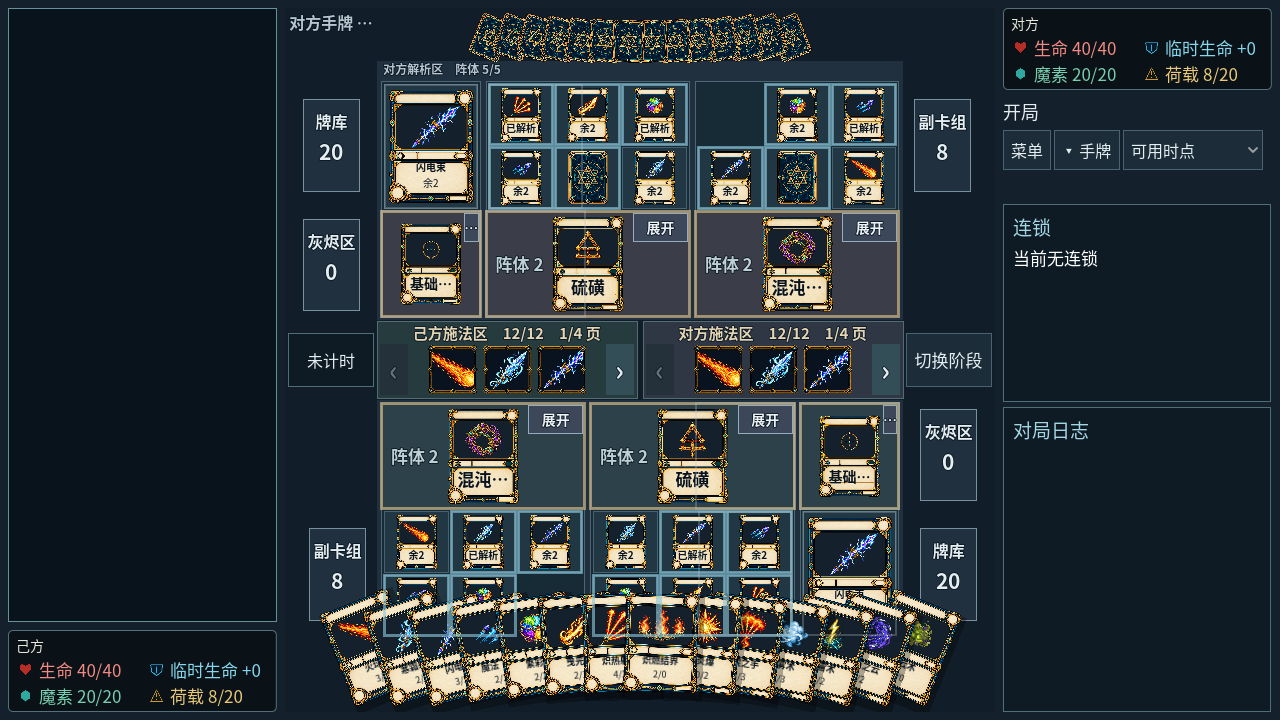 对方手牌 …
对方
生命 40/40 临时生命 +0
魔素 20/20 荷载 8/20
对方解析区 阵体 5/5
牌库
20
闪电束
余2
已解析
余2
已解析
余2
已解析
余2
余2
余2
余2
副卡组
8
开局
菜单
▾ 手牌
可用时点
灰烬区
0
基础…
…
阵体 2
硫磺
展开
阵体 2
混沌…
展开
连锁
当前无连锁
未计时
己方施法区 12/12 1/4 页
‹
›
对方施法区 12/12 1/4 页
‹
›
切换阶段
阵体 2
混沌…
展开
阵体 2
硫磺
展开
基础…
…
灰烬区
0
对局日志
副卡组
8
余2
已解析
余2
余2
已解析
余2
牌库
20
己方
生命 40/40 临时生命 +0
魔素 20/20 荷载 8/20
炽燃结界
2/0